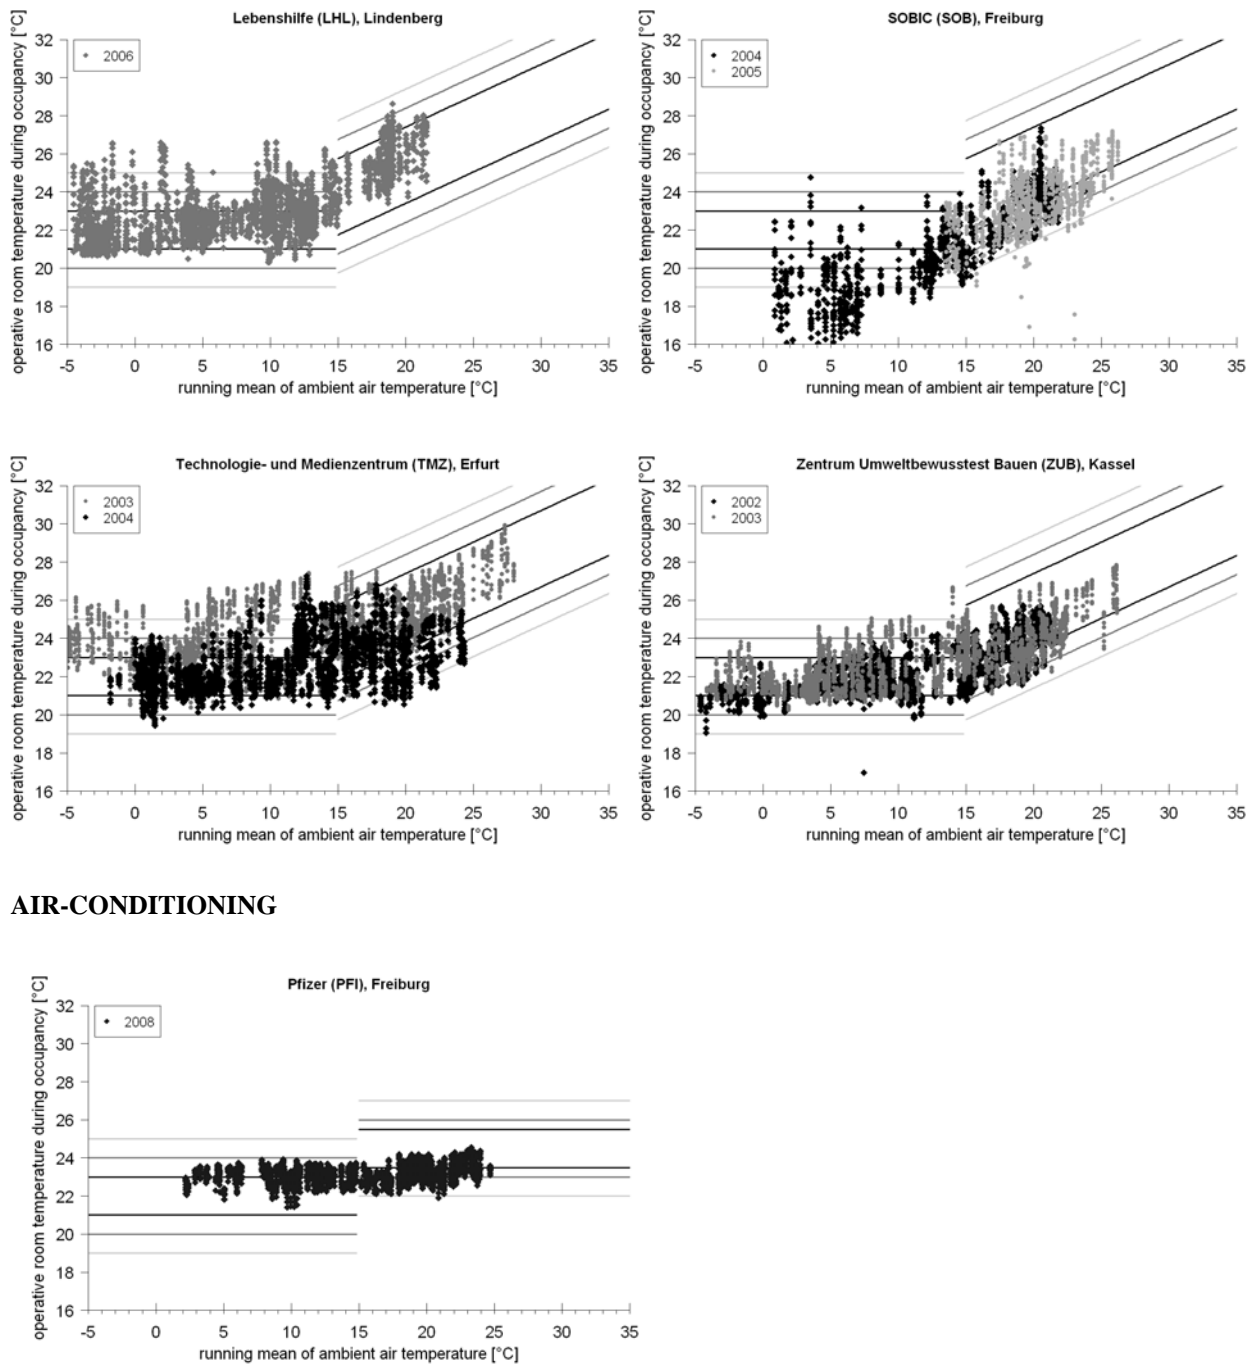 Lebenshilfe (LHL), Lindenberg
operative room temperature during occupancy [°C]
32
30
28
26
24
22
20
18
16
2006
-5 0 5 10 15 20 25 30 35
running mean of ambient air temperature [°C]
SOBIC (SOB), Freiburg
operative room temperature during occupancy [°C]
32
30
28
26
24
22
20
18
16
2004
2005
-5 0 5 10 15 20 25 30 35
running mean of ambient air temperature [°C]
Technologie- und Medienzentrum (TMZ), Erfurt
operative room temperature during occupancy [°C]
32
30
28
26
24
22
20
18
16
2003
2004
-5 0 5 10 15 20 25 30 35
running mean of ambient air temperature [°C]
Zentrum Umweltbewusstest Bauen (ZUB), Kassel
operative room temperature during occupancy [°C]
32
30
28
26
24
22
20
18
16
2002
2003
-5 0 5 10 15 20 25 30 35
running mean of ambient air temperature [°C]
AIR-CONDITIONING
Pfizer (PFI), Freiburg
operative room temperature during occupancy [°C]
32
30
28
26
24
22
20
18
16
2008
-5 0 5 10 15 20 25 30 35
running mean of ambient air temperature [°C]